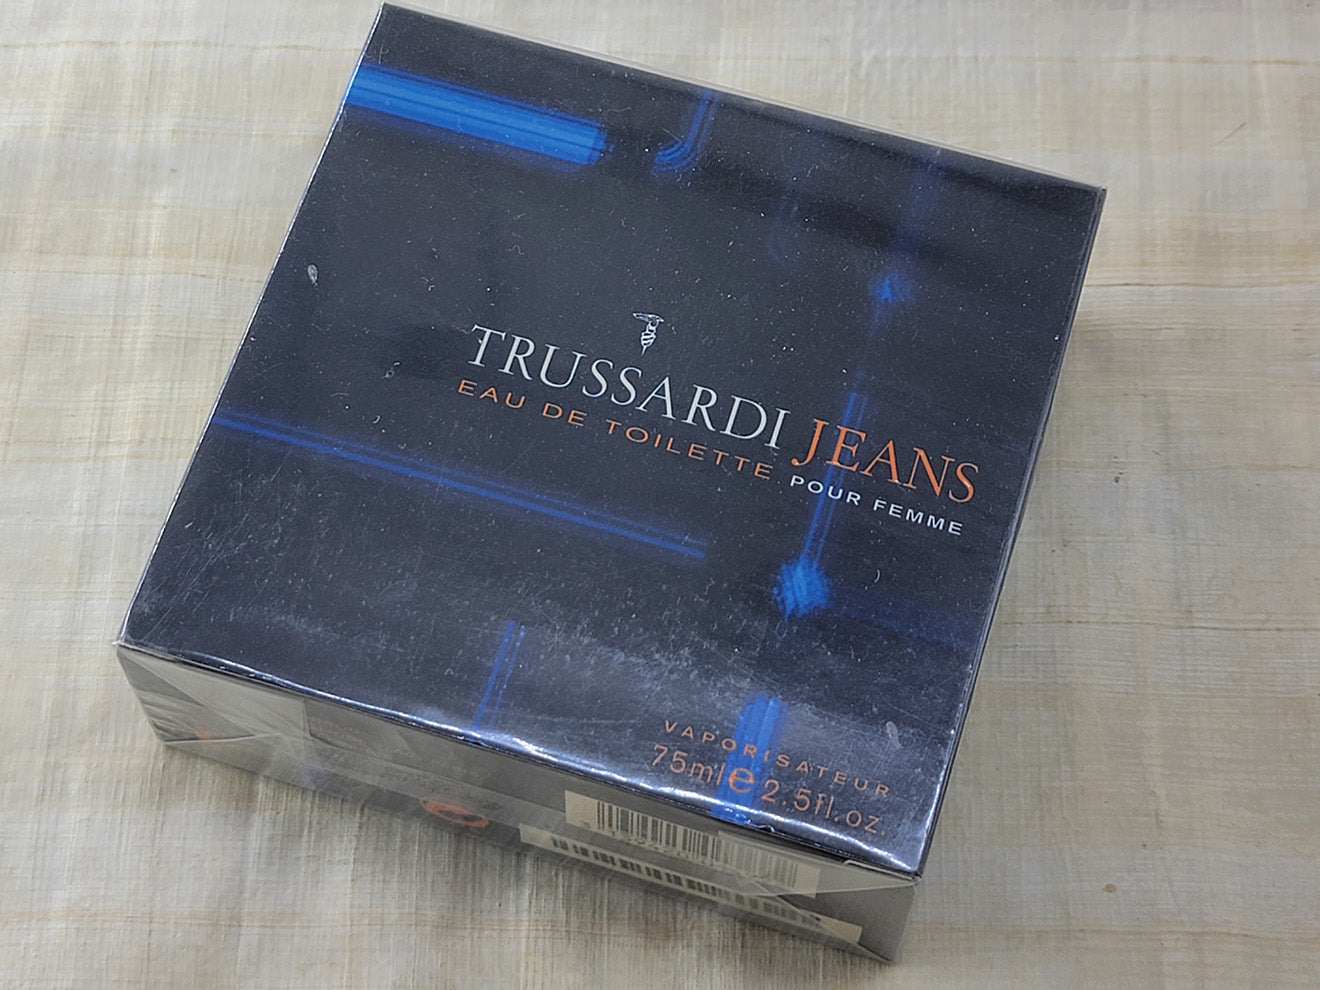 TRUSSARDI JEANS
EAU DE TOILETTE POUR FEMME
VAPORISATEUR
75ml e 2.5fl.oz.